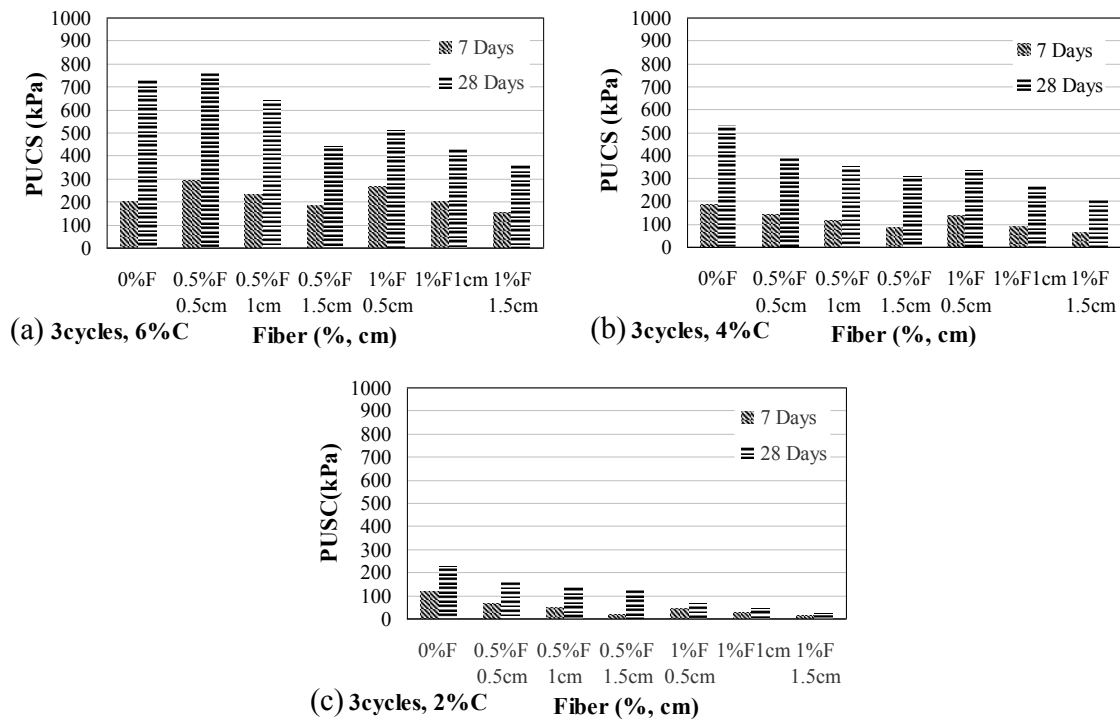 1000
900
800
700
600
500
400
300
200
100
0
PUCS (kPa)
7 Days
28 Days
0%F 0.5%F 0.5%F 0.5%F 1%F 1%F1cm 1%F
0.5cm 1cm 1.5cm 0.5cm 1.5cm
(a) 3cycles, 6%C Fiber (%, cm)
1000
900
800
700
600
500
400
300
200
100
0
PUCS (kPa)
7 Days
28 Days
0%F 0.5%F 0.5%F 0.5%F 1%F 1%F1cm 1%F
0.5cm 1cm 1.5cm 0.5cm 1.5cm
(b) 3cycles, 4%C Fiber (%, cm)
1000
900
800
700
600
500
400
300
200
100
0
PUSC(kPa)
7 Days
28 Days
0%F 0.5%F 0.5%F 0.5%F 1%F 1%F1cm 1%F
0.5cm 1cm 1.5cm 0.5cm 1.5cm
(c) 3cycles, 2%C Fiber (%, cm)